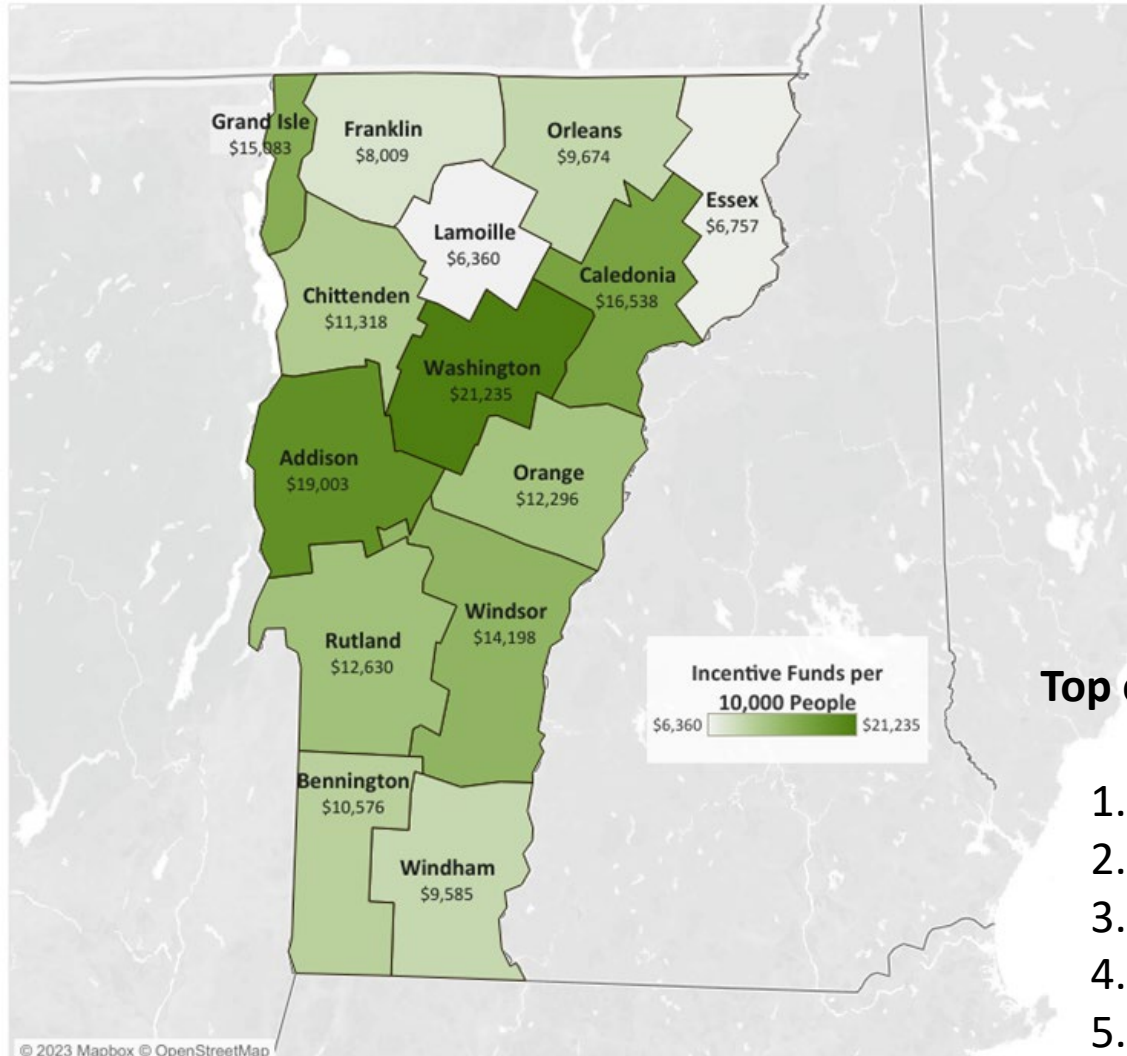 Grand Isle
$15,083
Franklin
$8,009
Orleans
$9,674
Essex
$6,757
Lamoille
$6,360
Caledonia
$16,538
Chittenden
$11,318
Washington
$21,235
Addison
$19,003
Orange
$12,296
Windsor
$14,198
Rutland
$12,630
Incentive Funds per
10,000 People
$6,360 $21,235
Bennington
$10,576
Windham
$9,585
Top
1.
2.
3.
4.
5.
© 2023 Mapbox © OpenStreetMap